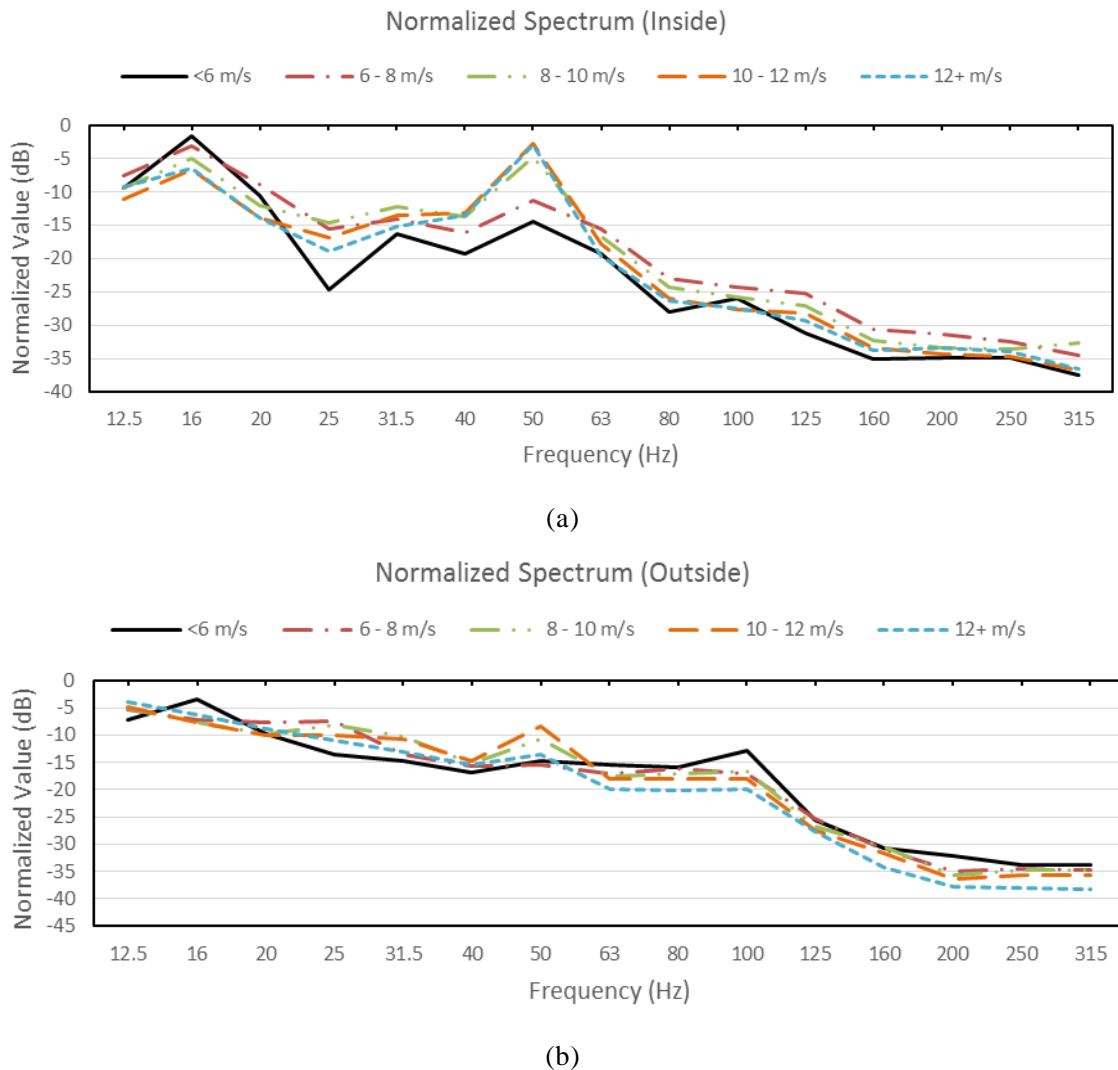 Normalized Spectrum (Inside)
<6 m/s 6 - 8 m/s 8 - 10 m/s 10 - 12 m/s 12+ m/s
Normalized Value (dB)
0
-5
-10
-15
-20
-25
-30
-35
-40
12.5 16 20 25 31.5 40 50 63 80 100 125 160 200 250 315
Frequency (Hz)
(a)
Normalized Spectrum (Outside)
<6 m/s 6 - 8 m/s 8 - 10 m/s 10 - 12 m/s 12+ m/s
Normalized Value (dB)
0
-5
-10
-15
-20
-25
-30
-35
-40
-45
12.5 16 20 25 31.5 40 50 63 80 100 125 160 200 250 315
Frequency (Hz)
(b)